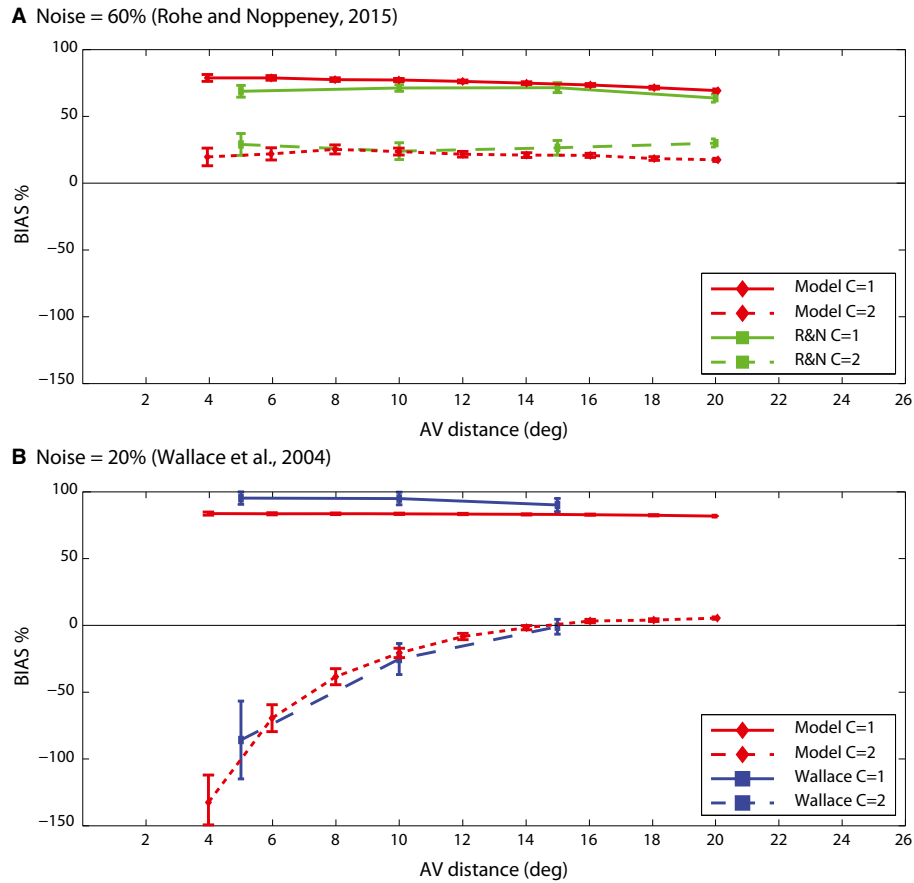 A Noise = 60% (Rohe and Noppeney, 2015)
100
50
0
−50
−100
−150
BIAS %
2 4 6 8 10 12 14 16 18 20 22 24 26
AV distance (deg)
Model C=1
Model C=2
R&N C=1
R&N C=2
B Noise = 20% (Wallace et al., 2004)
100
50
0
−50
−100
−150
BIAS %
2 4 6 8 10 12 14 16 18 20 22 24 26
AV distance (deg)
Model C=1
Model C=2
Wallace C=1
Wallace C=2